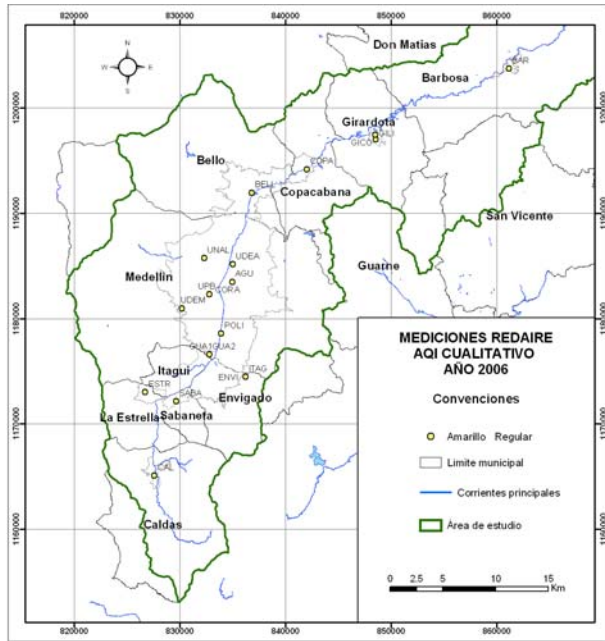 820000 830000 840000 850000 860000
N
W E
S
Don Matias
BAR
Barbosa
1200000 1200000
Girardota
GICO
Bello
COPA
Copacabana
1190000 1190000
San Vicente
UNAL
UDEA
Guarne
Medellín
AGU
UPB CORA
UDEM
1180000 1180000
POLI
GUA1GUA2
Itagui
ITAG
ENVI
ESTR
SABA
Envigado
La Estrella
Sabaneta
1170000 1170000
CAL
Caldas
1160000 1160000
MEDICIONES REDAIRE
AQI CUALITATIVO
AÑO 2006
Convenciones
Amarillo Regular
Limite municipal
Corrientes principales
Área de estudio
0 2,5 5 10 15
Km
820000 830000 840000 850000 860000